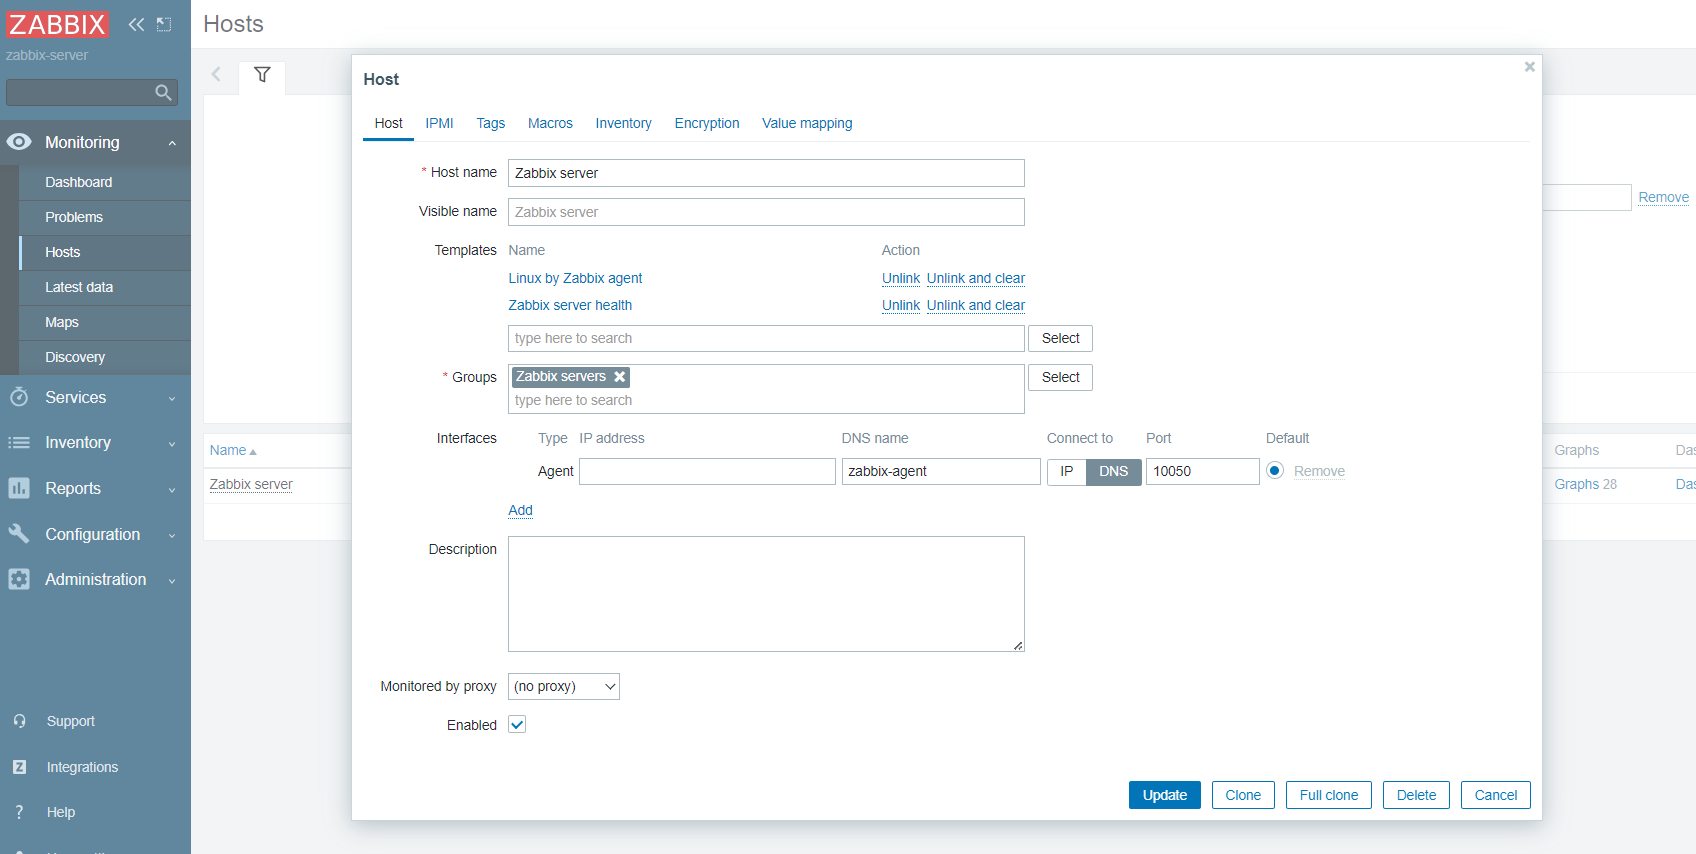 ZABBIX
zabbix-server
Monitoring
Dashboard
Problems
Hosts
Latest data
Maps
Discovery
Services
Inventory
Reports
Configuration
Administration
Support
Integrations
Help
Hosts
Remove
Name
Zabbix server
Graphs
Graphs 28
Host
Host IPMI Tags Macros Inventory Encryption Value mapping
* Host name Zabbix server
Visible name Zabbix server
Templates Name Action
Linux by Zabbix agent Unlink Unlink and clear
Zabbix server health Unlink Unlink and clear
type here to search Select
* Groups Zabbix servers Select
type here to search
Interfaces Type IP address DNS name Connect to Port Default
Agent zabbix-agent IP DNS 10050 Remove
Add
Description
Monitored by proxy (no proxy)
Enabled
Update Clone Full clone Delete Cancel